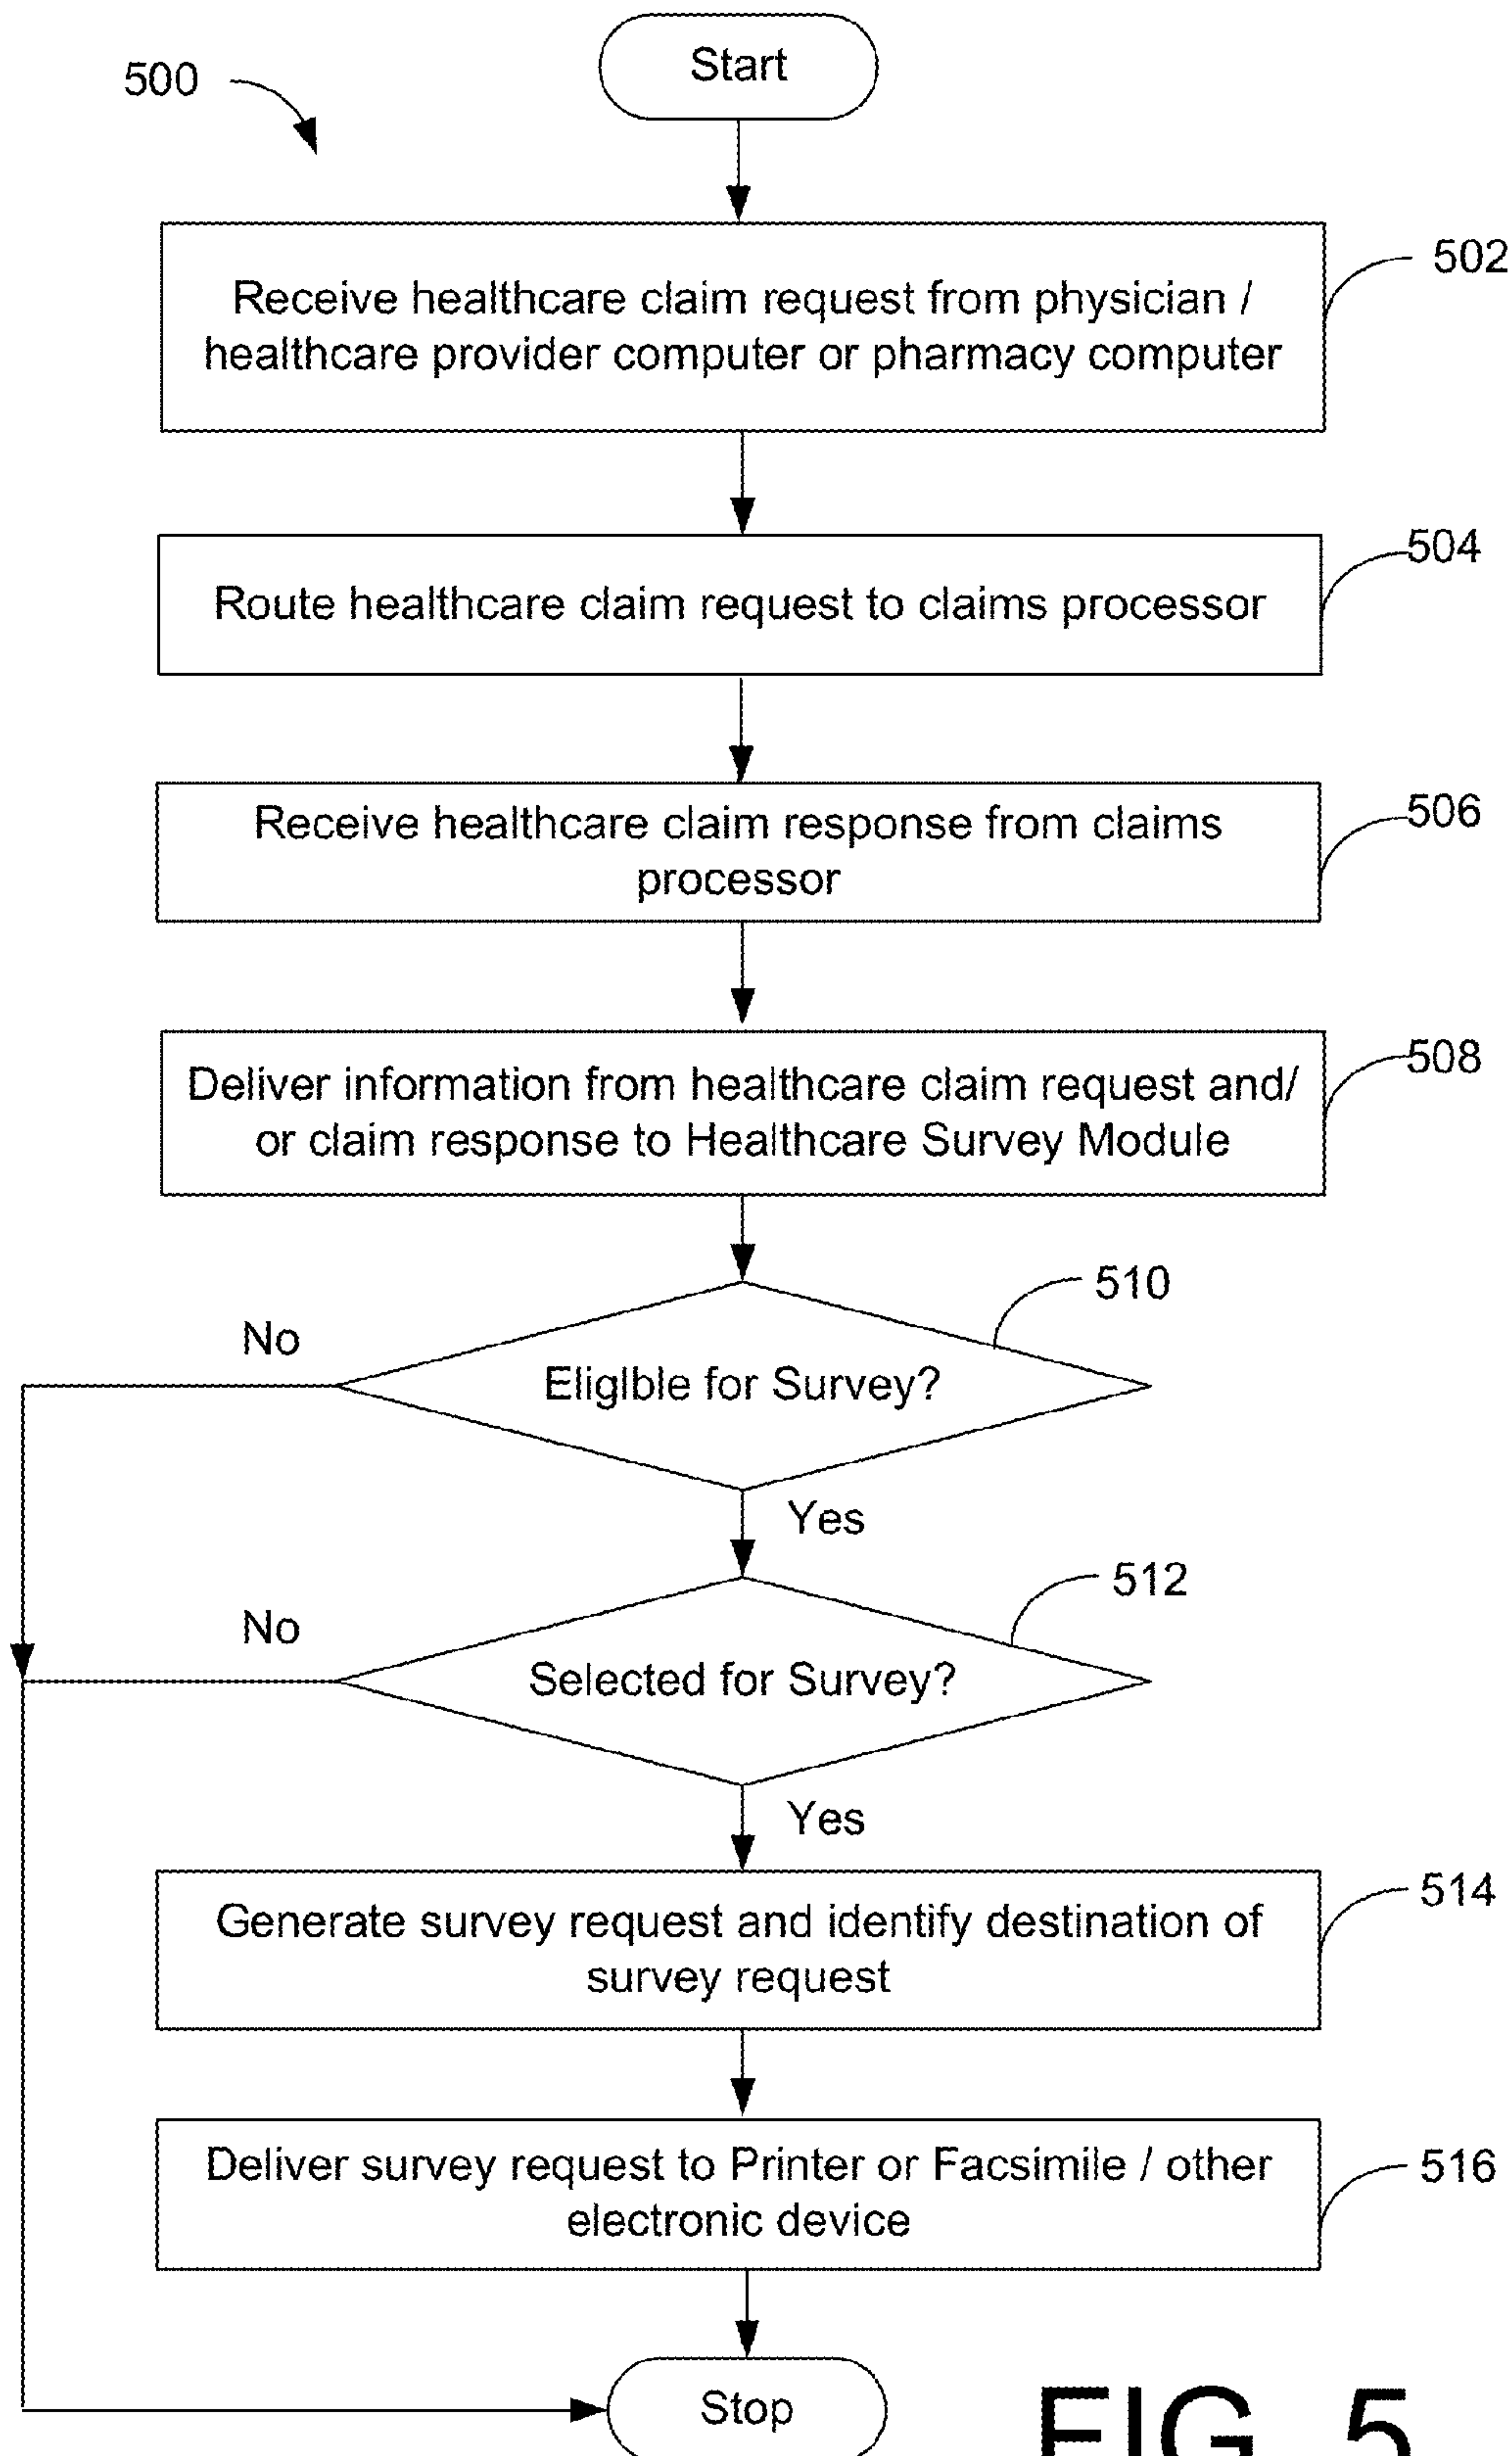 Start
500
Receive healthcare claim request from physician /
healthcare provider computer or pharmacy computer
502
Route healthcare claim request to claims processor
504
Receive healthcare claim response from claims
processor
506
Deliver information from healthcare claim request and/
or claim response to Healthcare Survey Module
508
510
No
Eliglble for Survey?
Yes
512
No
Selected for Survey?
Yes
Generate survey request and identify destination of
survey request
514
Deliver survey request to Printer or Facsimile / other
electronic device
516
Stop
FIG. 5